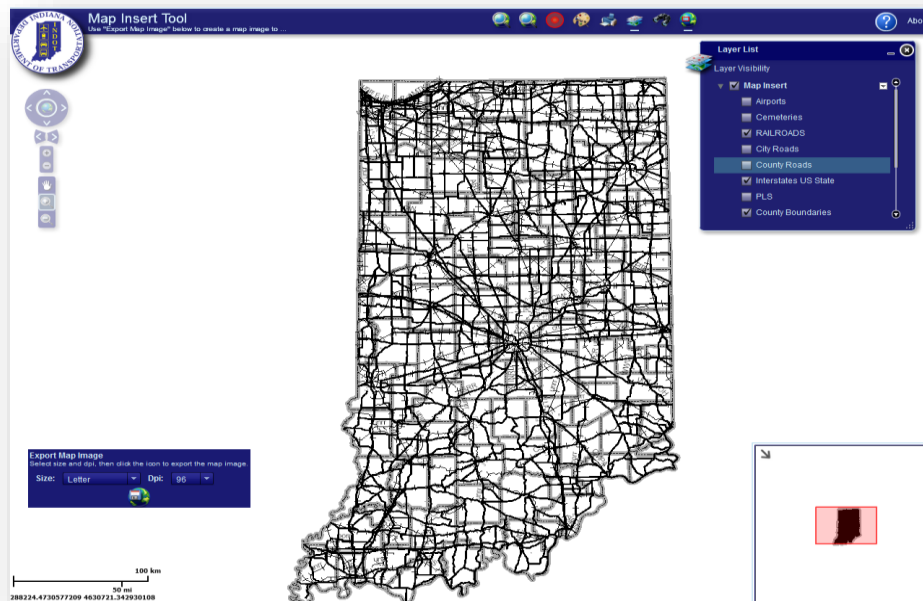 Map Insert Tool
Use "Export Map Image" below to create a map image to ...
Abo
INDIANA DEPARTMENT OF TRANSPORTATION
INDOT
Layer List
Layer Visibility
Map Insert
Airports
Cemeteries
RAILROADS
City Roads
County Roads
Interstates US State
PLS
County Boundaries
Export Map Image
Select size and dpi, then click the icon to export the map image.
Size: Letter Dpi: 96
100 km
50 mi
288224.4730577209 4630721.342930108